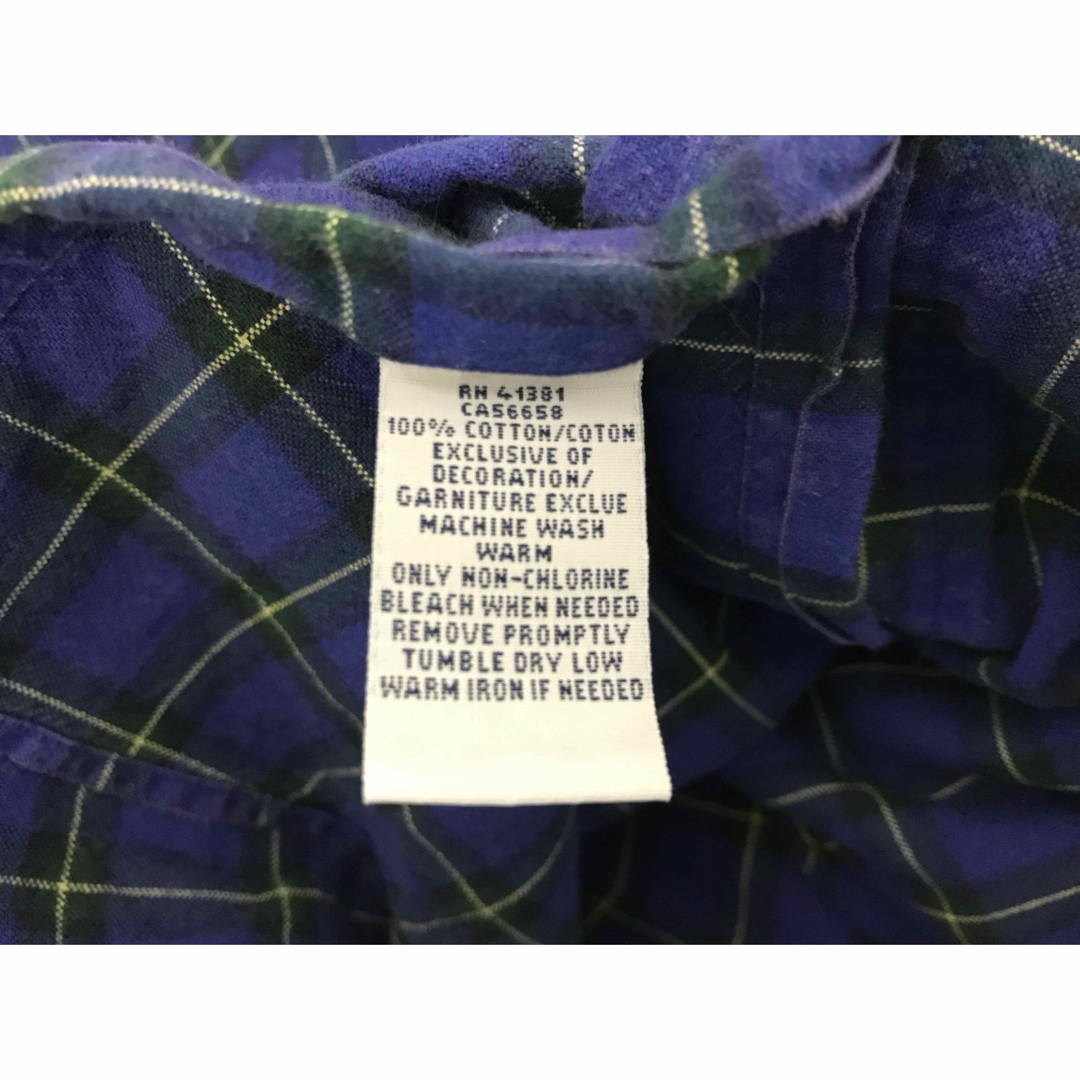 RN 41381
CA56658
100% COTTON/COTON
EXCLUSIVE OF
DECORATION/
GARNITURE EXCLUE
MACHINE WASH
WARM
ONLY NON-CHLORINE
BLEACH WHEN NEEDED
REMOVE PROMPTLY
TUMBLE DRY LOW
WARM IRON IF NEEDED